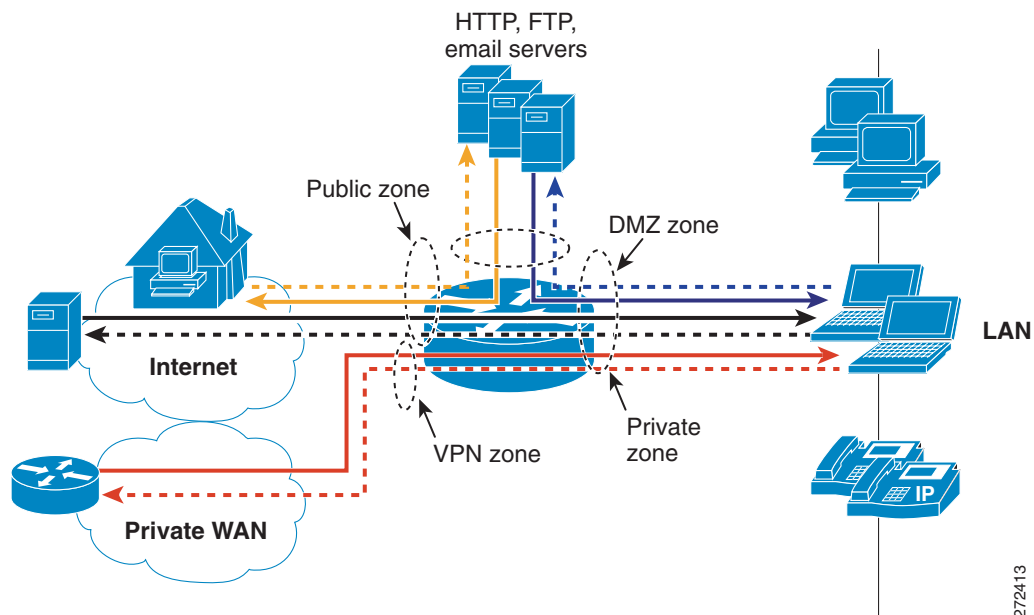 HTTP, FTP,
email servers
Public zone
DMZ zone
Internet
LAN
VPN zone
Private
zone
Private WAN
IP
272413